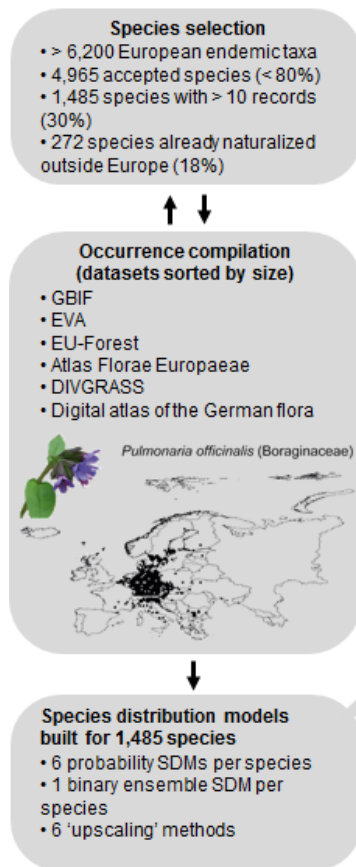 Species selection
• > 6,200 European endemic taxa
• 4,965 accepted species (< 80%)
• 1,485 species with > 10 records
(30%)
• 272 species already naturalized
outside Europe (18%)
Occurrence compilation
(datasets sorted by size)
• GBIF
• EVA
• EU-Forest
• Atlas Florae Europaeae
• DIVGRASS
• Digital atlas of the German flora
Pulmonaria officinalis (Boraginaceae)
Species distribution models
built for 1,485 species
• 6 probability SDMs per species
• 1 binary ensemble SDM per
species
• 6 ‘upscaling’ methods